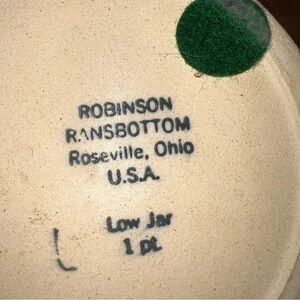 ROBINSON
RANSBOTTOM
Roseville, Ohio
U.S.A.
Low Jar
1 pt.